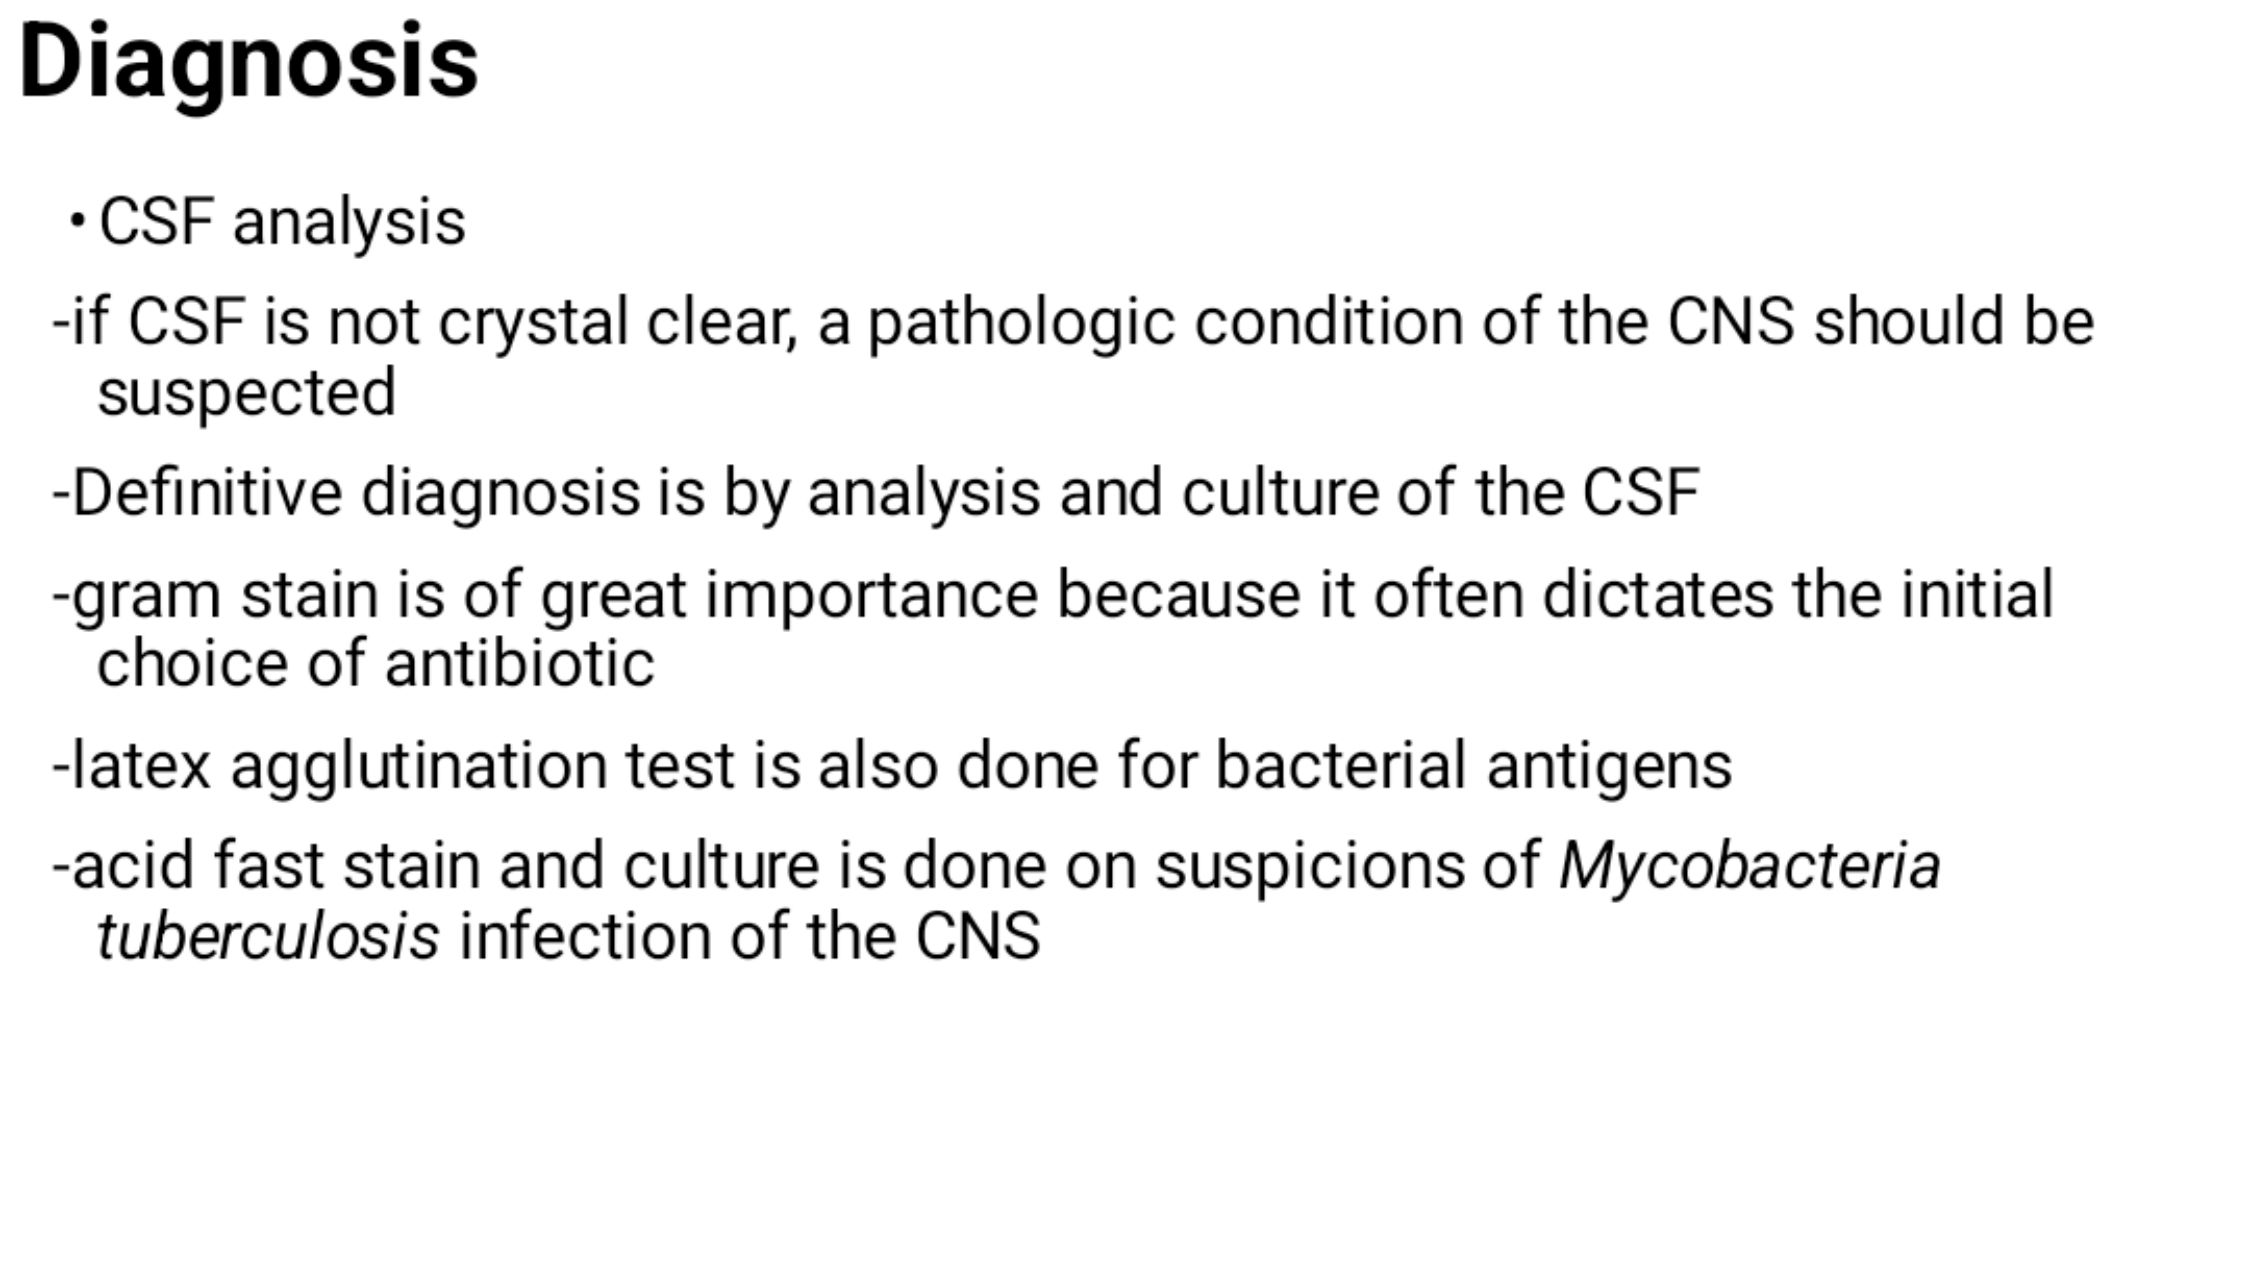 Diagnosis
• CSF analysis
-if CSF is not crystal clear, a pathologic condition of the CNS should be
suspected
-Definitive diagnosis is by analysis and culture of the CSF
-gram stain is of great importance because it often dictates the initial
choice of antibiotic
-latex agglutination test is also done for bacterial antigens
-acid fast stain and culture is done on suspicions of Mycobacteria
tuberculosis infection of the CNS